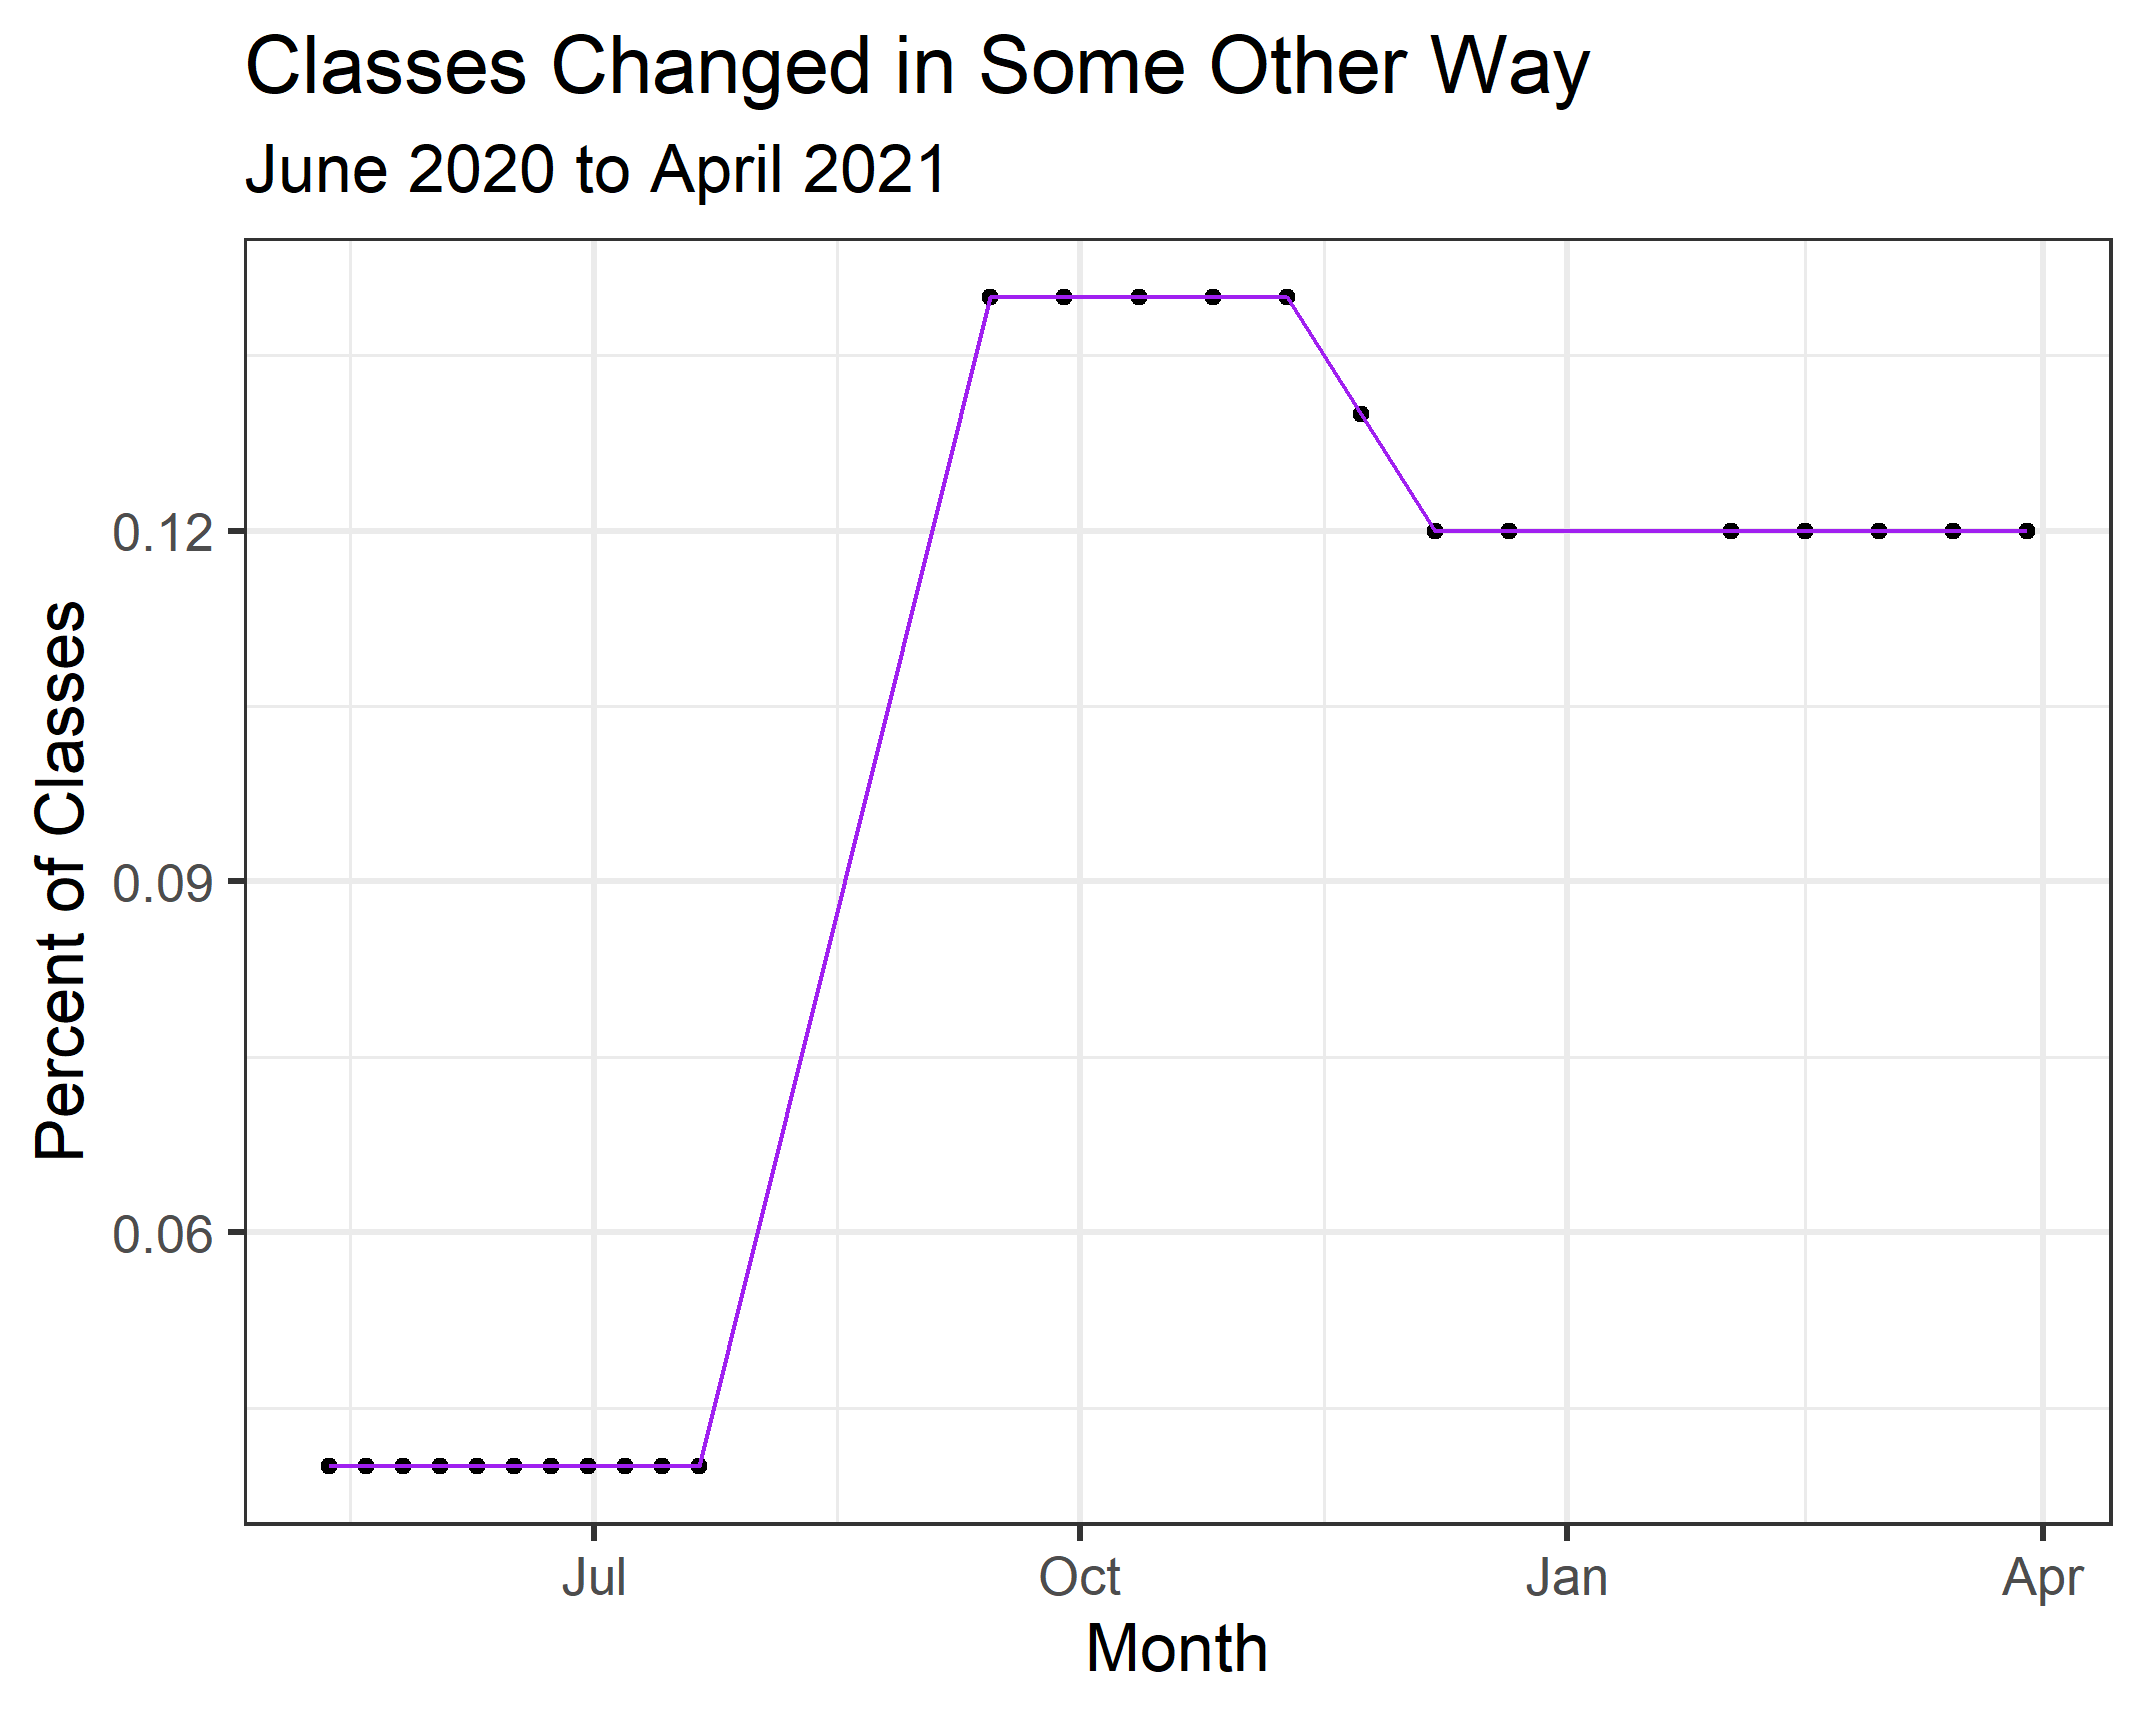 Classes Changed in Some Other Way
June 2020 to April 2021
Percent of Classes
0.12
0.09
0.06
Jul Oct Jan Apr
Month